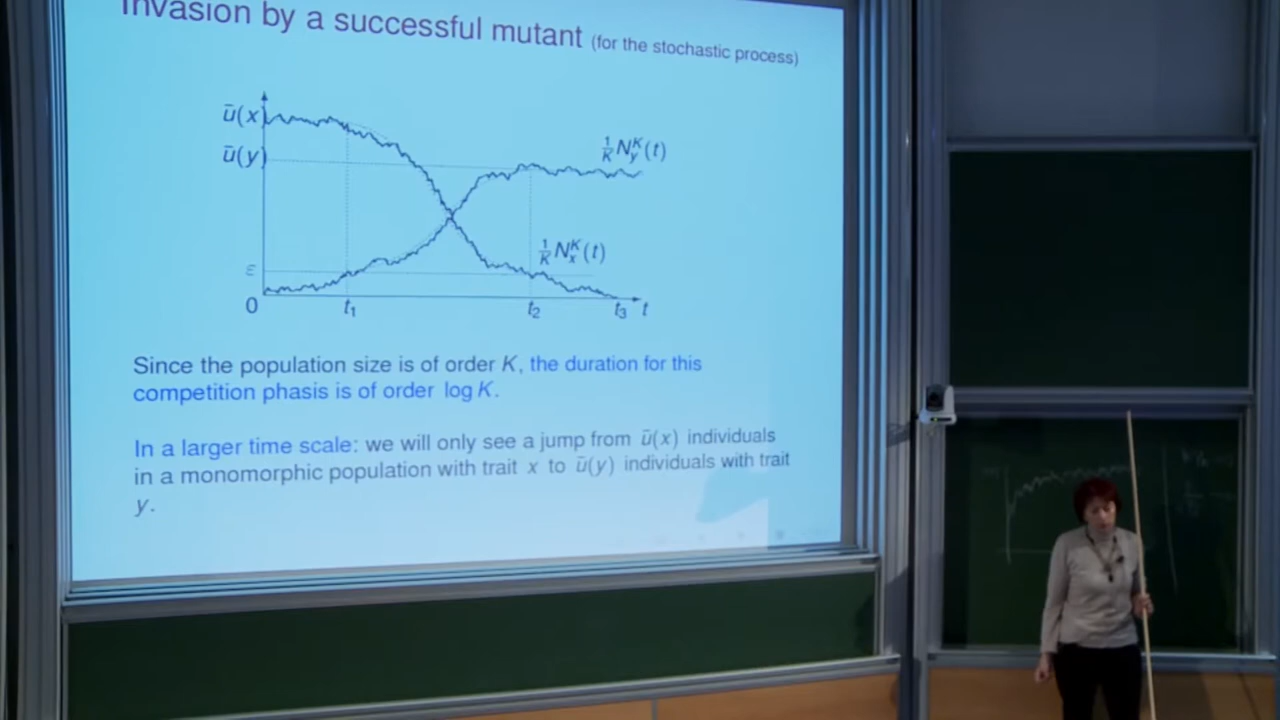 Invasion by a successful mutant (for the stochastic process)
ū(x)
ū(y)
1/K N_y^K(t)
1/K N_x^K(t)
ε
0 t₁ t₂ t₃ t
Since the population size is of order K, the duration for this
competition phasis is of order log K.
In a larger time scale: we will only see a jump from ū(x) individuals
in a monomorphic population with trait x to ū(y) individuals with trait
y.